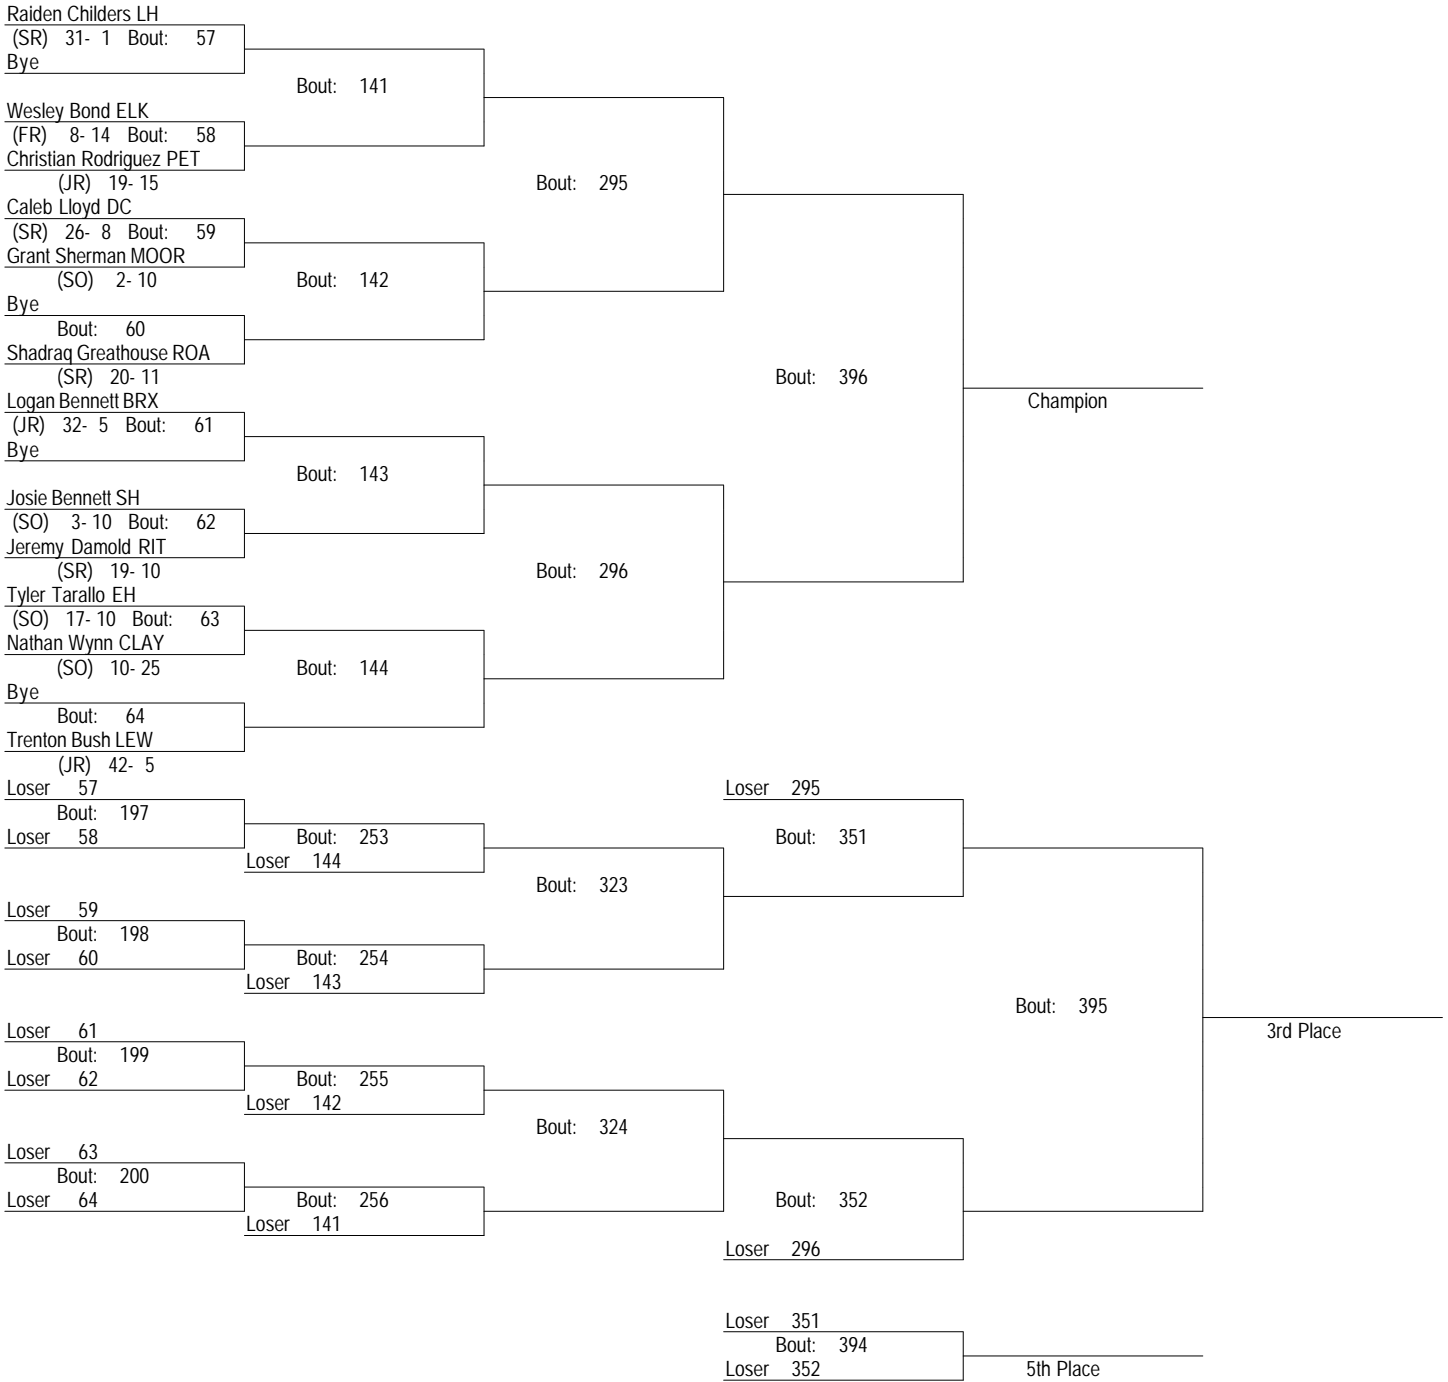 Raiden Childers LH
(SR) 31- 1 Bout: 57
Bye
Bout: 141
Wesley Bond ELK
(FR) 8- 14 Bout: 58
Christian Rodriguez PET
(JR) 19- 15
Bout: 295
Caleb Lloyd DC
(SR) 26- 8 Bout: 59
Grant Sherman MOOR
(SO) 2- 10
Bout: 142
Bye
Bout: 60
Shadraq Greathouse ROA
(SR) 20- 11
Bout: 396
Logan Bennett BRX
Champion
(JR) 32- 5 Bout: 61
Bye
Bout: 143
Josie Bennett SH
(SO) 3- 10 Bout: 62
Jeremy Damold RIT
(SR) 19- 10
Bout: 296
Tyler Tarallo EH
(SO) 17- 10 Bout: 63
Nathan Wynn CLAY
(SO) 10- 25
Bout: 144
Bye
Bout: 64
Trenton Bush LEW
(JR) 42- 5
Loser 57
Loser 295
Bout: 197
Loser 58
Bout: 253
Bout: 351
Loser 144
Bout: 323
Loser 59
Bout: 198
Loser 60
Bout: 254
Loser 143
Bout: 395
Loser 61
3rd Place
Bout: 199
Loser 62
Bout: 255
Loser 142
Bout: 324
Loser 63
Bout: 200
Loser 64
Bout: 256
Bout: 352
Loser 141
Loser 296
Loser 351
Bout: 394
Loser 352
5th Place